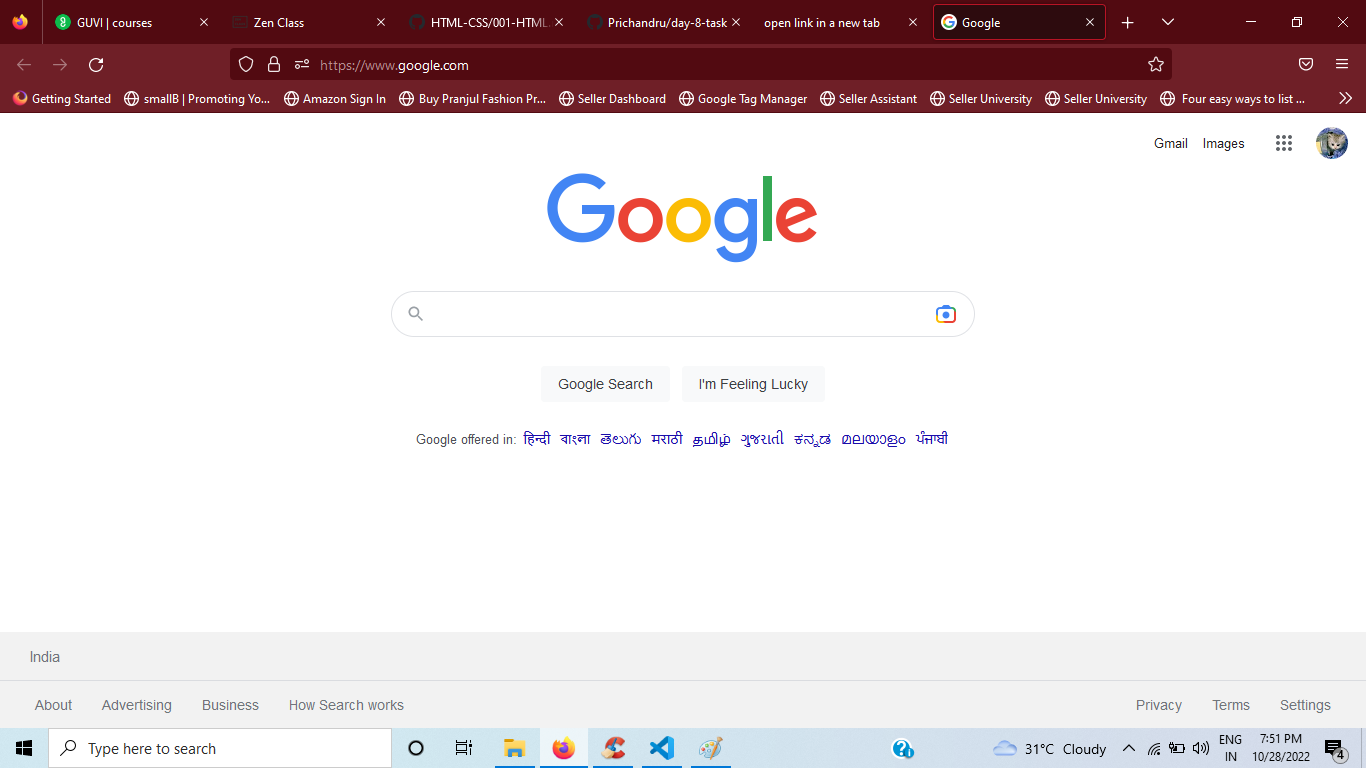 GUVI | courses
Zen Class
HTML-CSS/001-HTML
Prichandru/day-8-task
open link in a new tab
Google
https://www.google.com
Getting Started
smallB | Promoting Yo...
Amazon Sign In
Buy Pranjul Fashion Pr...
Seller Dashboard
Google Tag Manager
Seller Assistant
Seller University
Seller University
Four easy ways to list ...
Gmail Images
Google
Google Search I'm Feeling Lucky
Google offered in: हिन्दी বাংলা తెలుగు मराठी தமிழ் ગુજરાતી ಕನ್ನಡ മലയാളം ਪੰਜਾਬੀ
India
About Advertising Business How Search works Privacy Terms Settings
Type here to search
31°C Cloudy
ENG
IN
7:51 PM
10/28/2022
4